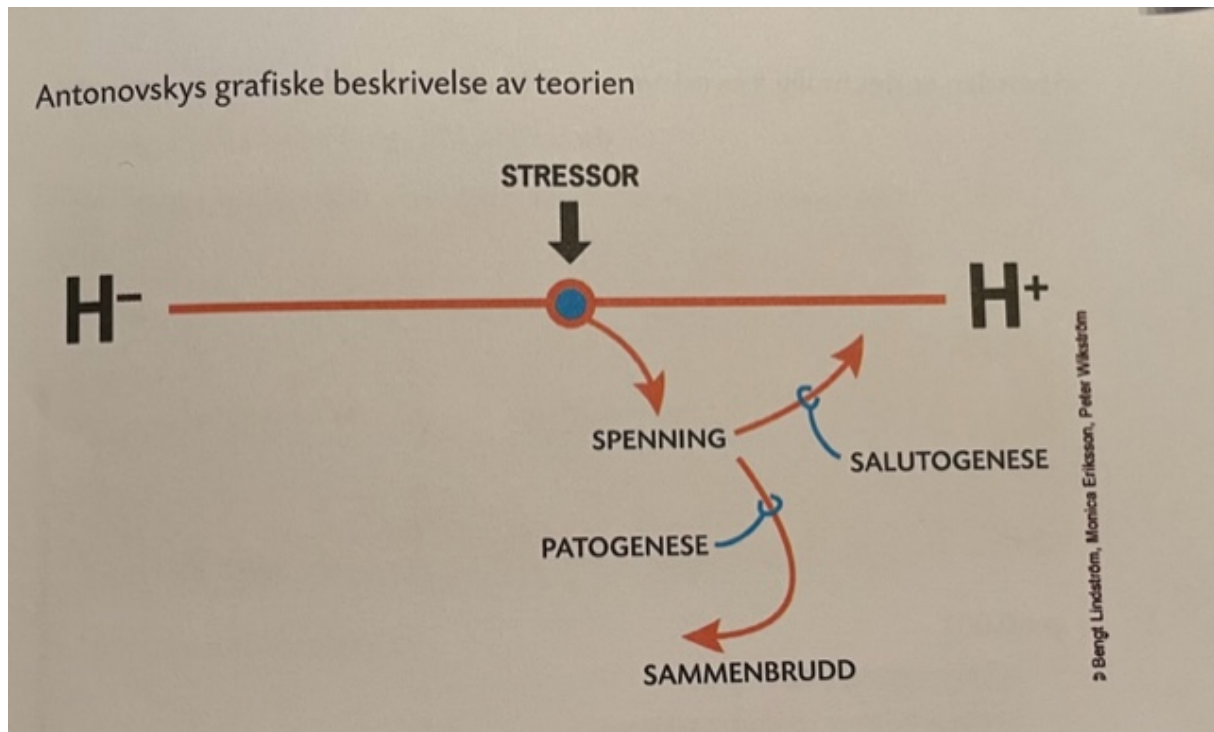 Antonovskys grafiske beskrivelse av teorien
STRESSOR
H–
H+
SPENNING
SALUTOGENESE
PATOGENESE
SAMMENBRUDD
© Bengt Lindström, Monica Eriksson, Peter Wikström